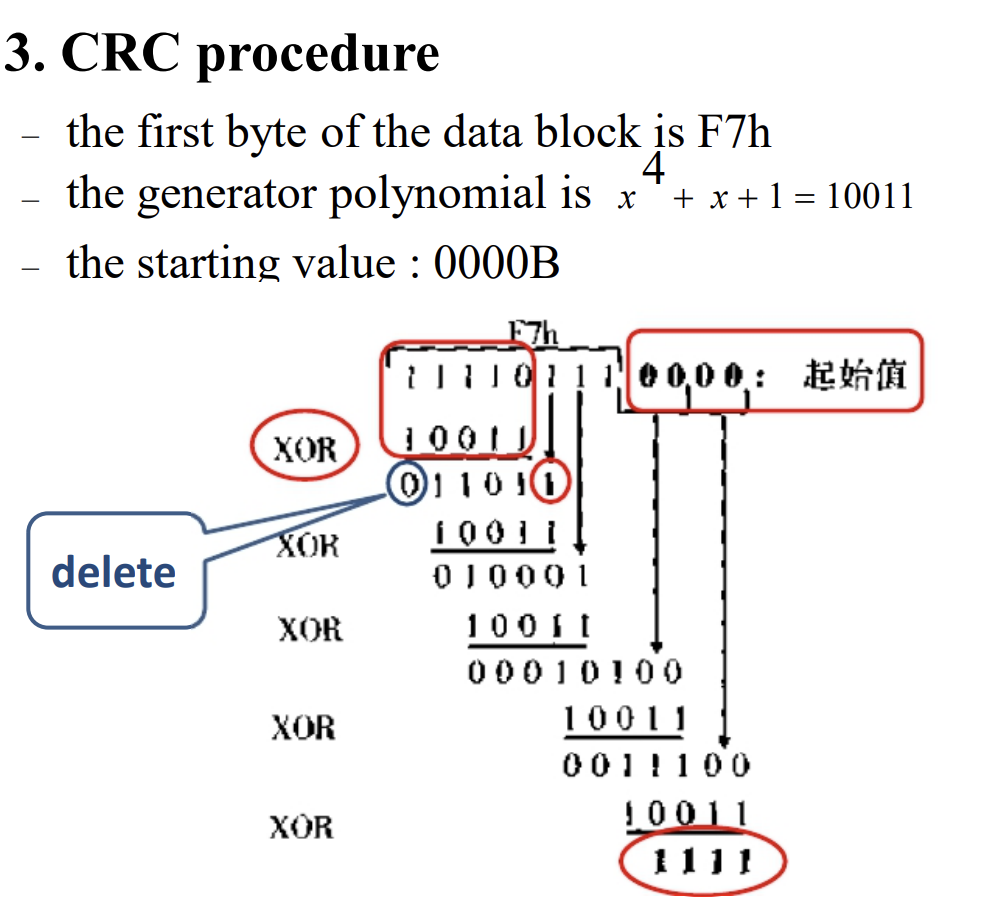 3. CRC procedure
– the first byte of the data block is F7h
– the generator polynomial is x^4 + x + 1 = 10011
– the starting value : 0000B
F7h
1 1 1 1 0 1 1 1 0 0 0 0 : 起始值
XOR 1 0 0 1 1
0 1 1 0 1 1
delete
XOR 1 0 0 1 1
0 1 0 0 0 1
XOR 1 0 0 1 1
0 0 0 1 0 1 0 0
XOR 1 0 0 1 1
0 0 1 1 1 0 0
XOR 1 0 0 1 1
1 1 1 1